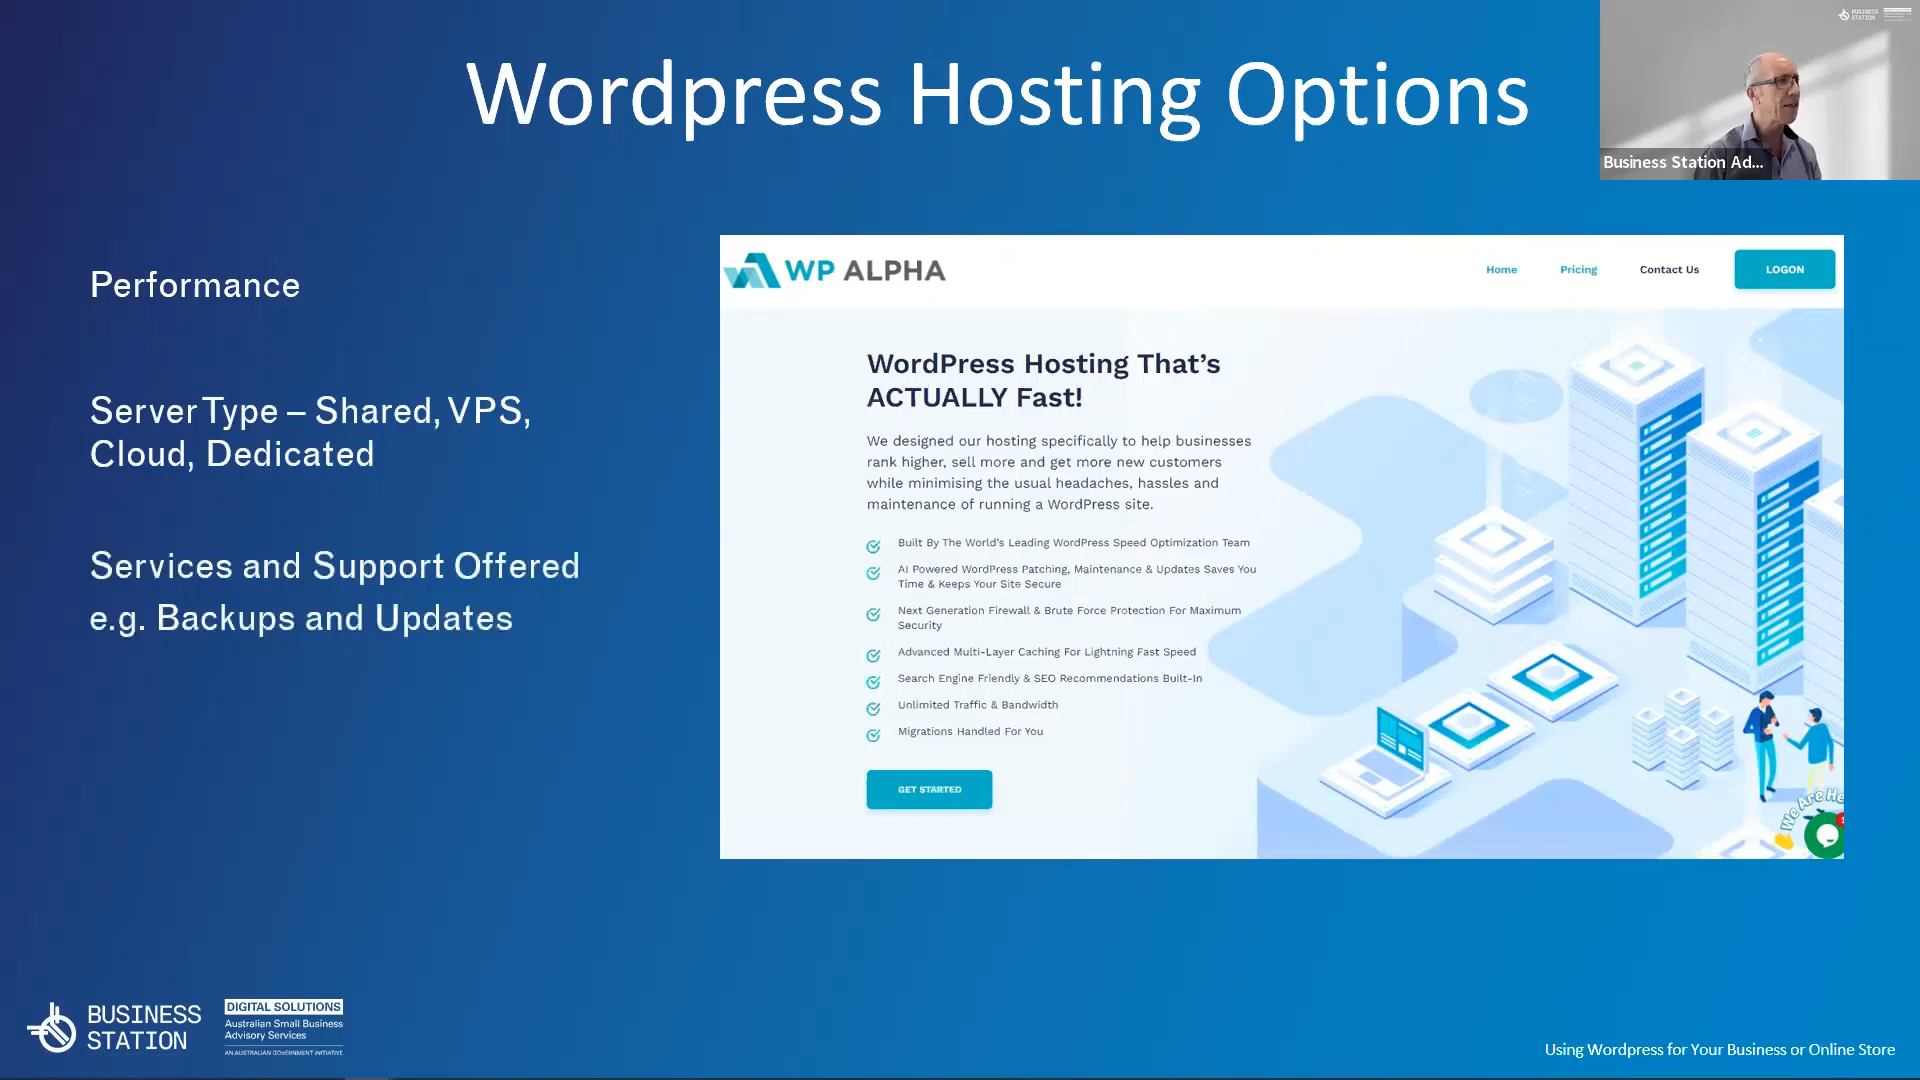 Wordpress Hosting Options
BUSINESS
STATION
Business Station Ad...
Performance
Server Type – Shared, VPS,
Cloud, Dedicated
Services and Support Offered
e.g. Backups and Updates
WP ALPHA
Home
Pricing
Contact Us
LOGON
WordPress Hosting That's
ACTUALLY Fast!
We designed our hosting specifically to help businesses
rank higher, sell more and get more new customers
while minimising the usual headaches, hassles and
maintenance of running a WordPress site.
Built By The World's Leading WordPress Speed Optimization Team
AI Powered WordPress Patching, Maintenance & Updates Saves You
Time & Keeps Your Site Secure
Next Generation Firewall & Brute Force Protection For Maximum
Security
Advanced Multi-Layer Caching For Lightning Fast Speed
Search Engine Friendly & SEO Recommendations Built-In
Unlimited Traffic & Bandwidth
Migrations Handled For You
GET STARTED
We Are He
BUSINESS
STATION
DIGITAL SOLUTIONS
Australian Small Business
Advisory Services
AN AUSTRALIAN GOVERNMENT INITIATIVE
Using Wordpress for Your Business or Online Store